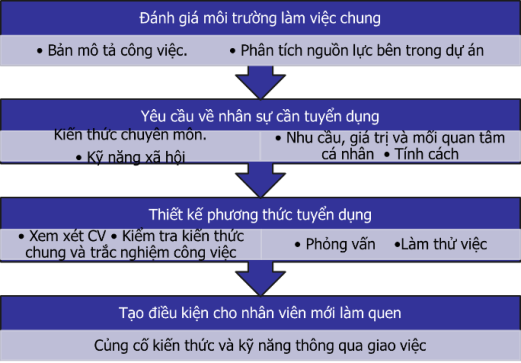 Đánh giá môi trường làm việc chung
• Bản mô tả công việc. • Phân tích nguồn lực bên trong dự án
Yêu cầu về nhân sự cần tuyển dụng
Kiến thức chuyên môn.
• Kỹ năng xã hội
• Nhu cầu, giá trị và mối quan tâm
cá nhân • Tính cách
Thiết kế phương thức tuyển dụng
• Xem xét CV • Kiểm tra kiến thức
chung và trắc nghiệm công việc
• Phỏng vấn •Làm thử việc
Tạo điều kiện cho nhân viên mới làm quen
Củng cố kiến thức và kỹ năng thông qua giao việc